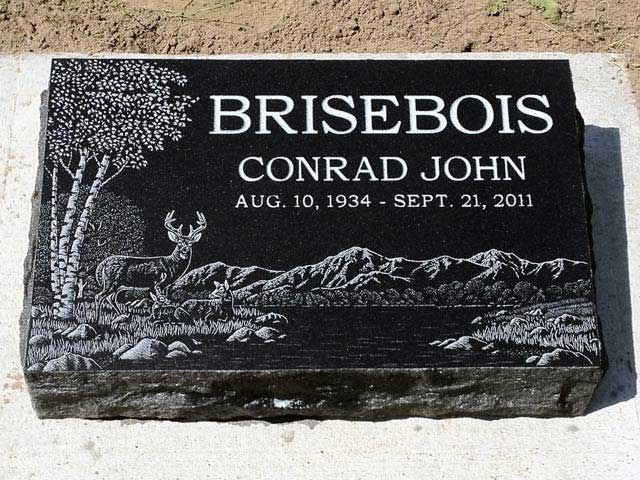 BRISEBOIS
CONRAD JOHN
AUG. 10, 1934 - SEPT. 21, 2011